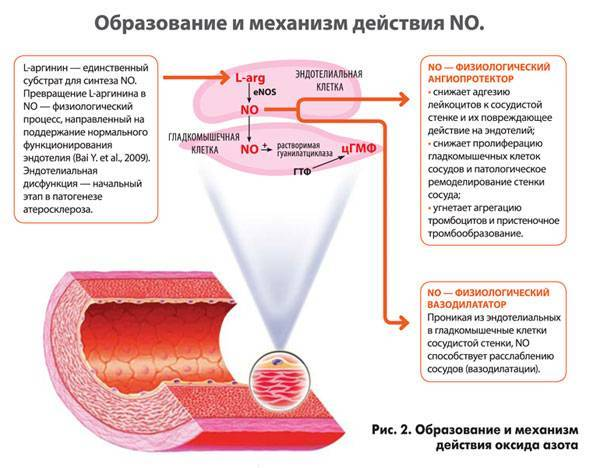 Образование и механизм действия NO.
L-аргинин — единственный
субстрат для синтеза NO.
Превращение L-аргинина в
NO — физиологический
процесс, направленный на
поддержание нормального
функционирования
эндотелия (Bai Y. et al., 2009).
Эндотелиальная
дисфункция — начальный
этап в патогенезе
атеросклероза.
L-arg
eNOS
NO
ЭНДОТЕЛИАЛЬНАЯ
КЛЕТКА
ГЛАДКОМЫШЕЧНАЯ
КЛЕТКА
NO + растворимая
гуанилатциклаза
цГМФ
ГТФ
NO — ФИЗИОЛОГИЧЕСКИЙ
АНГИОПРОТЕКТОР
• снижает адгезию
лейкоцитов к сосудистой
стенке и их повреждающее
действие на эндотелий;
• снижает пролиферацию
гладкомышечных клеток
сосудов и патологическое
ремоделирование стенки
сосуда;
• угнетает агрегацию
тромбоцитов и пристеночное
тромбообразование.
NO — ФИЗИОЛОГИЧЕСКИЙ
ВАЗОДИЛАТАТОР
Проникая из эндотелиальных
в гладкомышечные клетки
сосудистой стенки, NO
способствует расслаблению
сосудов (вазодилатации).
Рис. 2. Образование и механизм
действия оксида азота